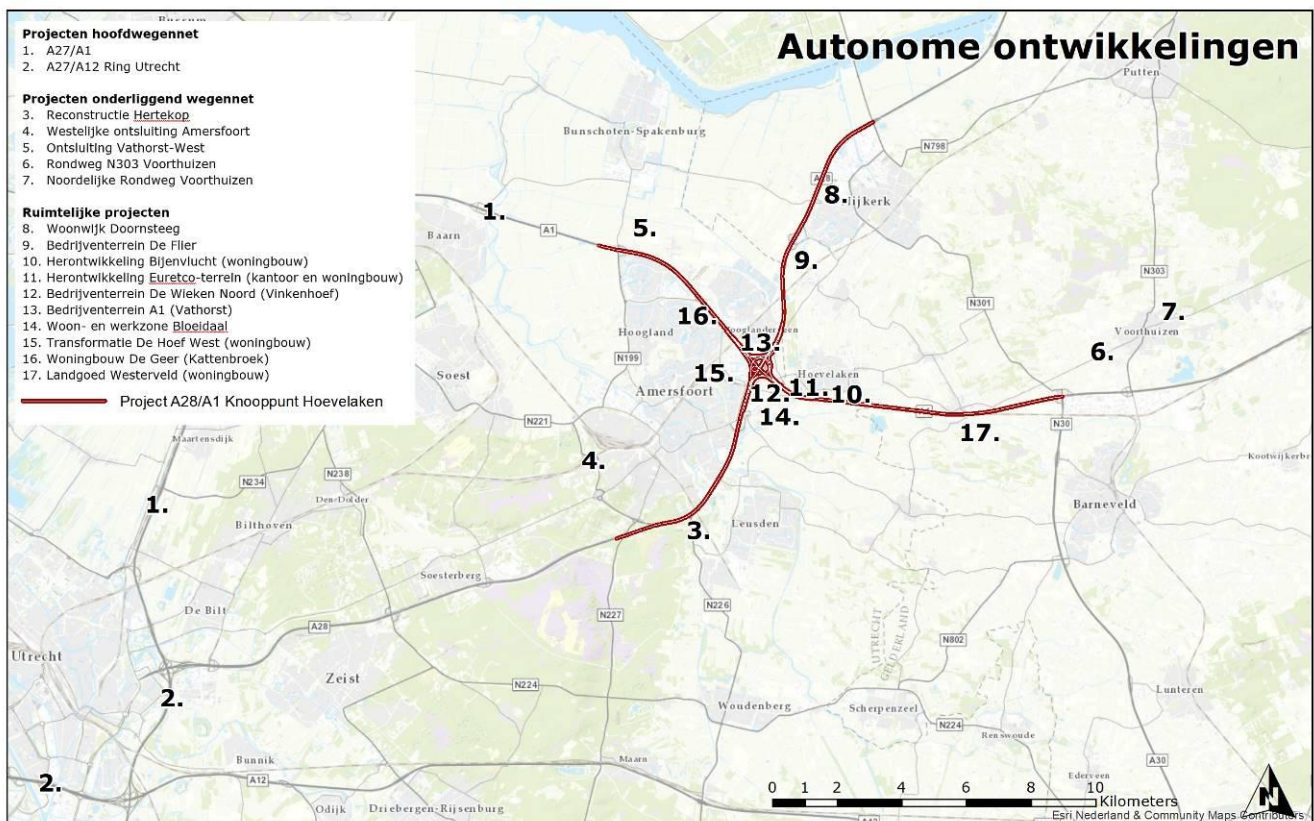 Autonome ontwikkelingen
Projecten hoofdwegennet
1. A27/A1
2. A27/A12 Ring Utrecht
Projecten onderliggend wegennet
3. Reconstructie Hertekop
4. Westelijke ontsluiting Amersfoort
5. Ontsluiting Vathorst-West
6. Rondweg N303 Voorthuizen
7. Noordelijke Rondweg Voorthuizen
Ruimtelijke projecten
8. Woonwijk Doornsteeg
9. Bedrijventerrein De Flier
10. Herontwikkeling Bijenvlucht (woningbouw)
11. Herontwikkeling Euretco-terrein (kantoor en woningbouw)
12. Bedrijventerrein De Wieken Noord (Vinkenhoef)
13. Bedrijventerrein A1 (Vathorst)
14. Woon- en werkzone Bloeidaal
15. Transformatie De Hoef West (woningbouw)
16. Woningbouw De Geer (Kattenbroek)
17. Landgoed Westerveld (woningbouw)
Project A28/A1 Knooppunt Hoevelaken
Putten
Bunschoten-Spakenburg
N798
8.
1.
Baarn
A1
5.
9.
N303
N301
7.
16.
Hoogland
13.
Voorthuizen
6.
N199
15.
Hoevelaken
Soest
Amersfoort
12.
11.
10.
14.
N221
17.
N30
Maartensdijk
4.
N238
N234
Den-Dolder
1.
Bilthoven
Barneveld
3.
Leusden
Soesterberg
De Bilt
N226
N227
A28
UTRECHT
GELDERLAND
N802
Utrecht
Zeist
N224
2.
Woudenberg
Scherpenzeel
N224
Lunteren
Renswoude
Bunnik
A12
Maarn
A30
2.
Ederveen
Odijk
Driebergen-Rijsenburg
0 1 2 4 6 8 10
Kilometers
N
Esri Nederland & Community Maps Contributors